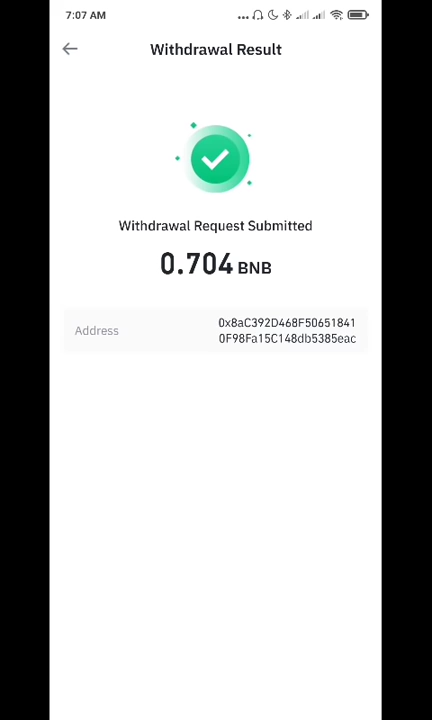 7:07 AM
Withdrawal Result
Withdrawal Request Submitted
0.704 BNB
Address
0x8aC392D468F50651841
0F98Fa15C148db5385eac